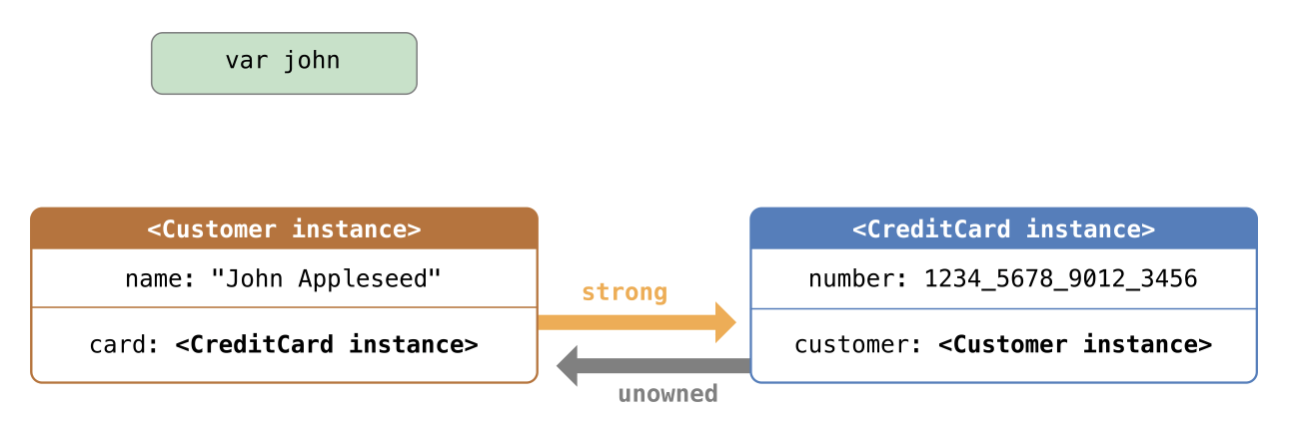 var john
<Customer instance>
name: "John Appleseed"
card: <CreditCard instance>
strong
unowned
<CreditCard instance>
number: 1234_5678_9012_3456
customer: <Customer instance>